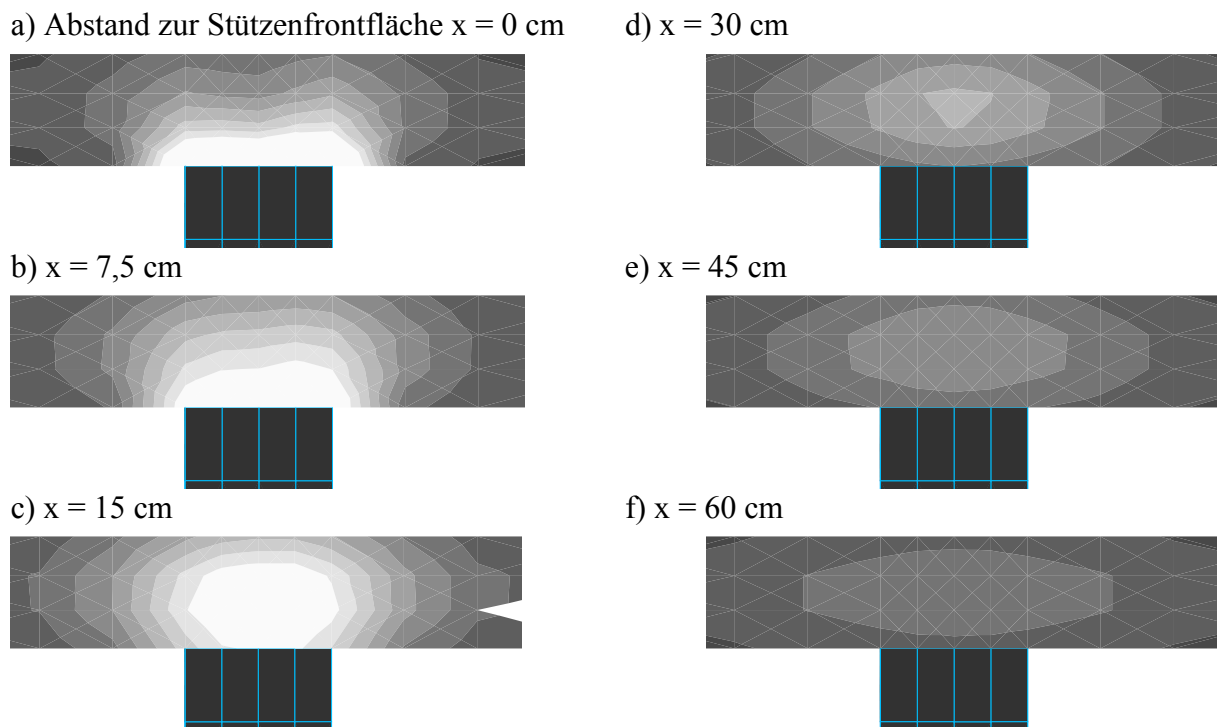 a) Abstand zur Stützenfrontfläche x = 0 cm
b) x = 7,5 cm
c) x = 15 cm
d) x = 30 cm
e) x = 45 cm
f) x = 60 cm